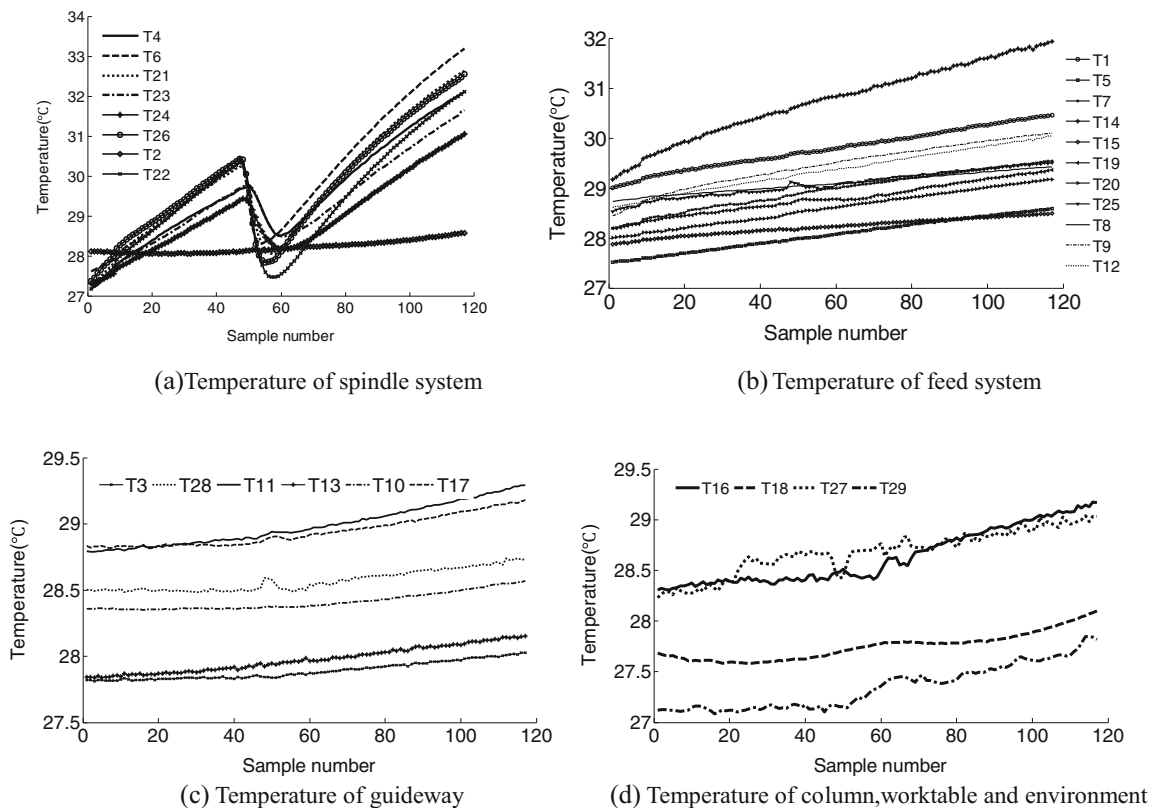 34
33
32
31
30
29
28
27
Temperature(°C)
T4
T6
T21
T23
T24
T26
T2
T22
0 20 40 60 80 100 120
Sample number
(a)Temperature of spindle system
32
31
30
29
28
27
Temperature(°C)
T1
T5
T7
T14
T15
T19
T20
T25
T8
T9
T12
0 20 40 60 80 100 120
Sample number
(b) Temperature of feed system
29.5
29
28.5
28
27.5
Temperature(°C)
T3 T28 T11 T13 T10 T17
0 20 40 60 80 100 120
Sample number
(c) Temperature of guideway
29.5
29
28.5
28
27.5
27
Temperature(°C)
T16 T18 T27 T29
0 20 40 60 80 100 120
Sample number
(d) Temperature of column,worktable and environment